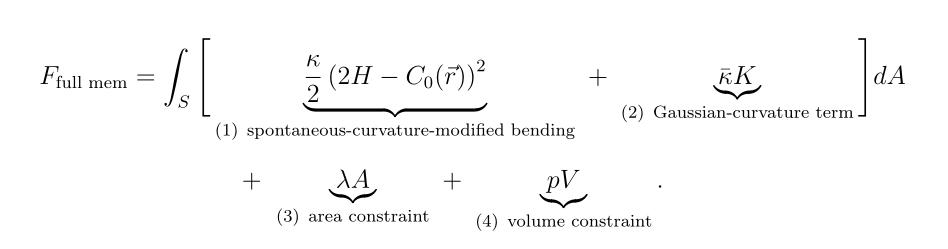 F_full mem = ∫_S [ κ/2 (2H − C₀(r⃗))² + κ̄K ] dA
(1) spontaneous-curvature-modified bending (2) Gaussian-curvature term
+ λA + pV .
(3) area constraint (4) volume constraint